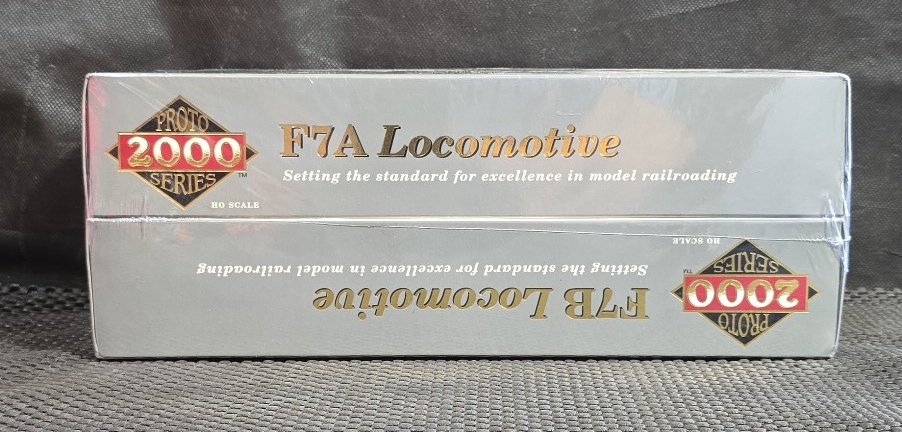 PROTO
2000
SERIES
TM
HO SCALE
F7A Locomotive
Setting the standard for excellence in model railroading
PROTO
2000
SERIES
TM
HO SCALE
F7B Locomotive
Setting the standard for excellence in model railroading